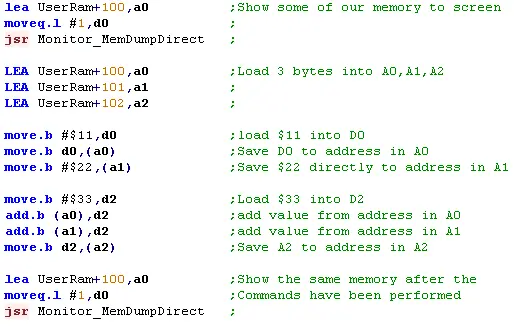 lea UserRam+100,a0 ;Show some of our memory to screen
moveq.l #1,d0 ;
jsr Monitor_MemDumpDirect ;
LEA UserRam+100,a0 ;Load 3 bytes into A0,A1,A2
LEA UserRam+101,a1 ;
LEA UserRam+102,a2 ;
move.b #$11,d0 ;load $11 into D0
move.b d0,(a0) ;Save D0 to address in A0
move.b #$22,(a1) ;Save $22 directly to address in A1
move.b #$33,d2 ;Load $33 into D2
add.b (a0),d2 ;add value from address in A0
add.b (a1),d2 ;add value from address in A1
move.b d2,(a2) ;Save A2 to address in A2
lea UserRam+100,a0 ;Show the same memory after the
moveq.l #1,d0 ;Commands have been performed
jsr Monitor_MemDumpDirect ;